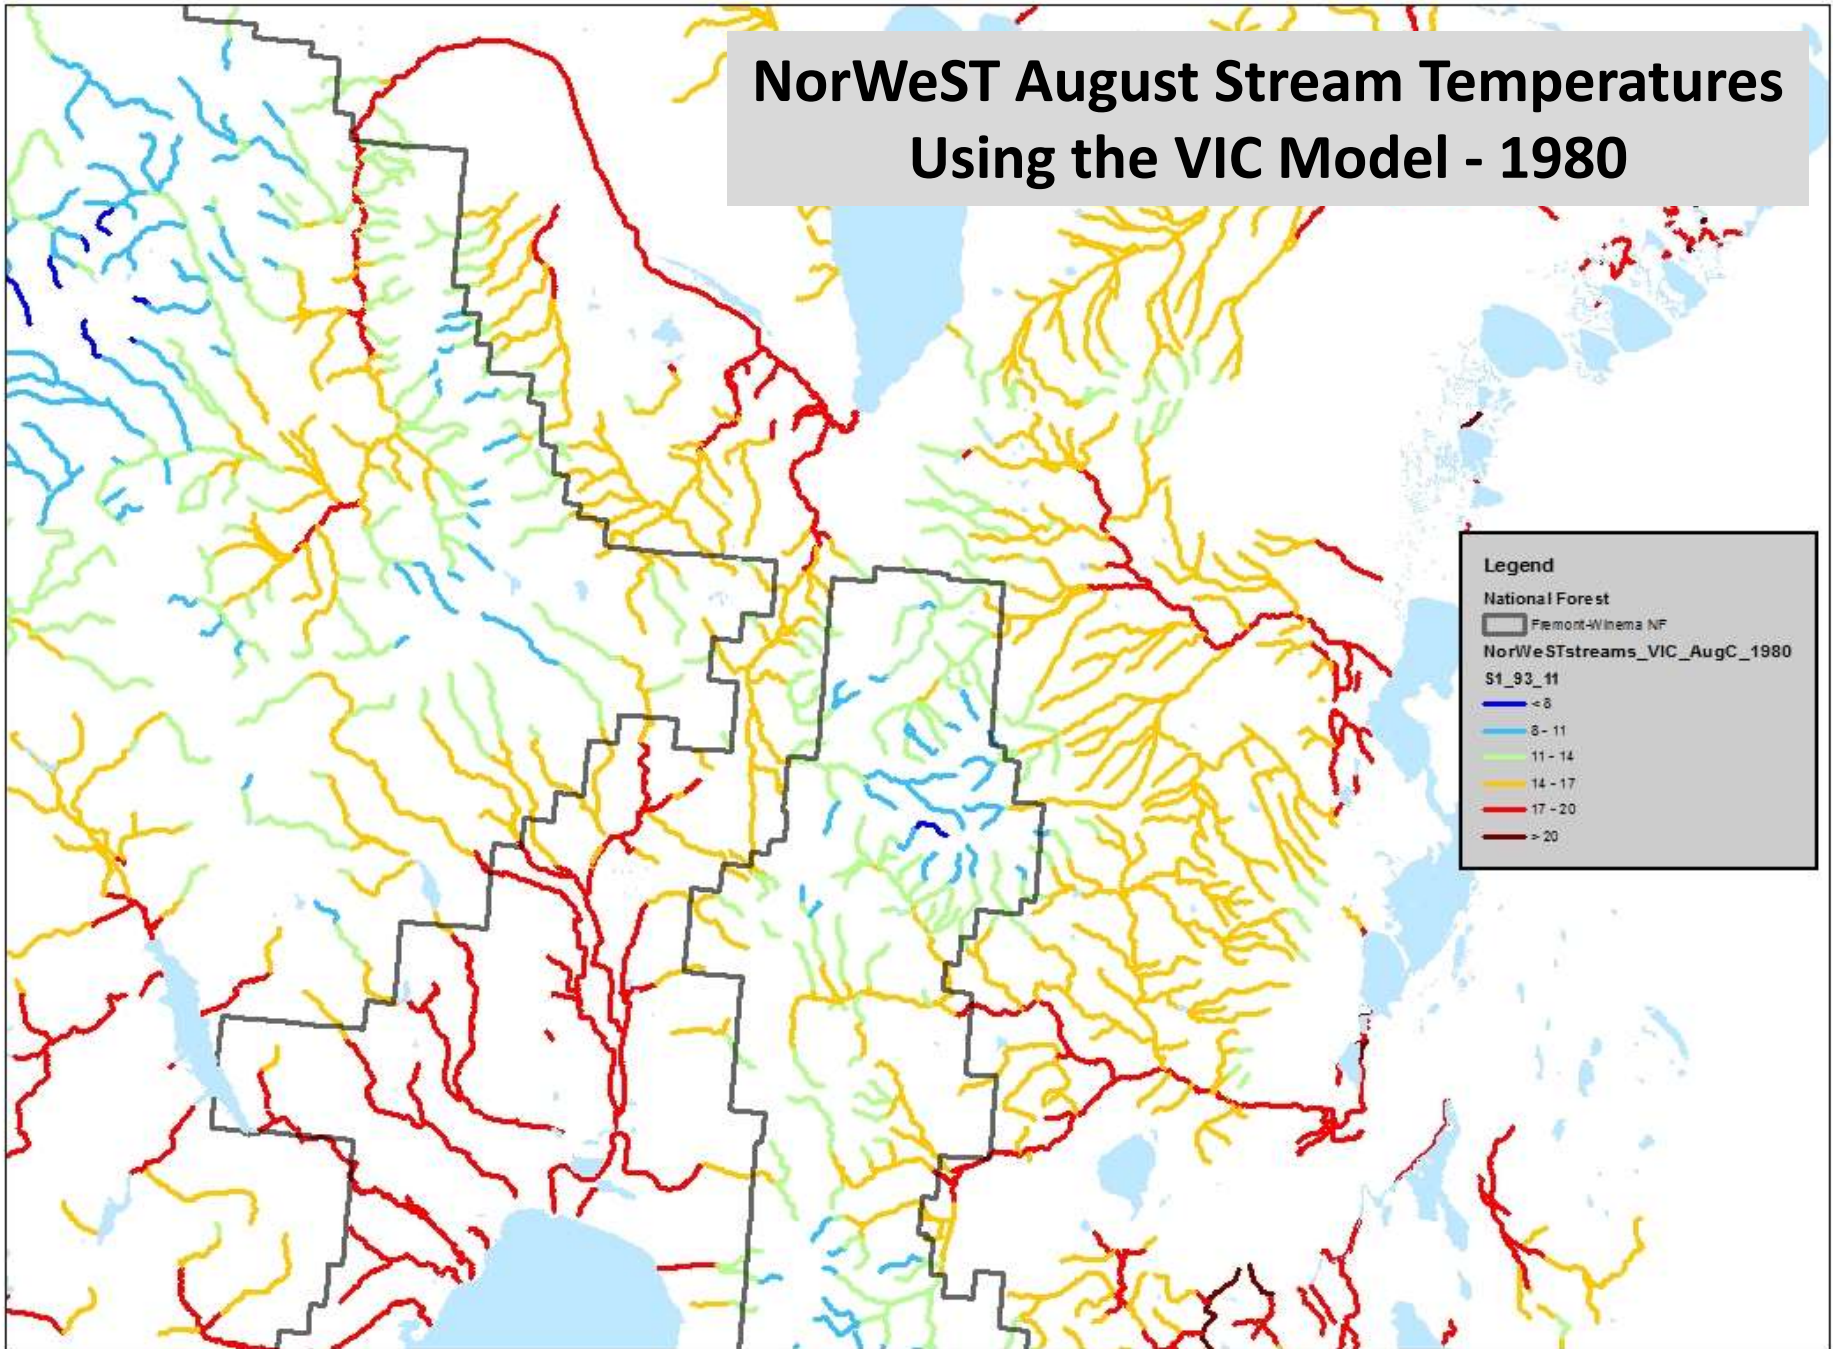 NorWeST August Stream Temperatures
Using the VIC Model - 1980
Legend
National Forest
Fremont-Winema NF
NorWeSTstreams_VIC_AugC_1980
S1_93_11
< 8
8 - 11
11 - 14
14 - 17
17 - 20
> 20